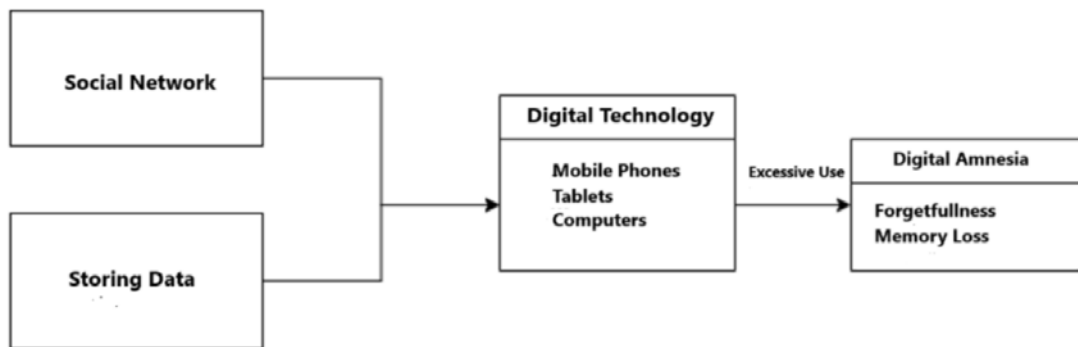 Social Network
Storing Data
Digital Technology
Mobile Phones
Tablets
Computers
Excessive Use
Digital Amnesia
Forgetfullness
Memory Loss